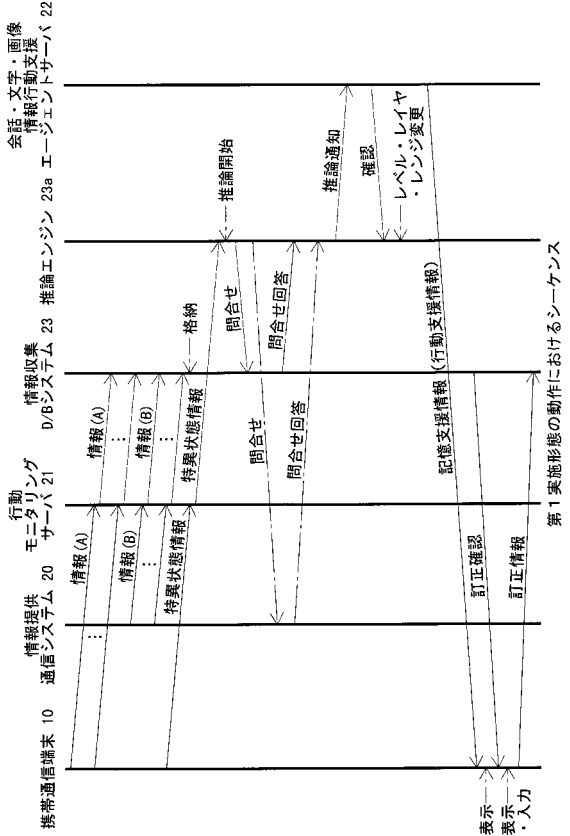 携帯通信端末 10
情報提供
通信システム 20
行動
モニタリング
サーバ 21
情報収集
D/Bシステム 23
推論エンジン 23a
会話・文字・画像
情報行動支援
エージェントサーバ 22
情報(A)
⋮
情報(B)
⋮
特異状態情報
情報(A)
⋮
情報(B)
⋮
特異状態情報
格納
推論開始
問合せ
問合せ
問合せ回答
問合せ回答
推論通知
確認
レベル・レイヤ
・レンジ変更
記憶支援情報(行動支援情報)
表示
訂正確認
表示
・入力
訂正情報
第1実施形態の動作におけるシーケンス